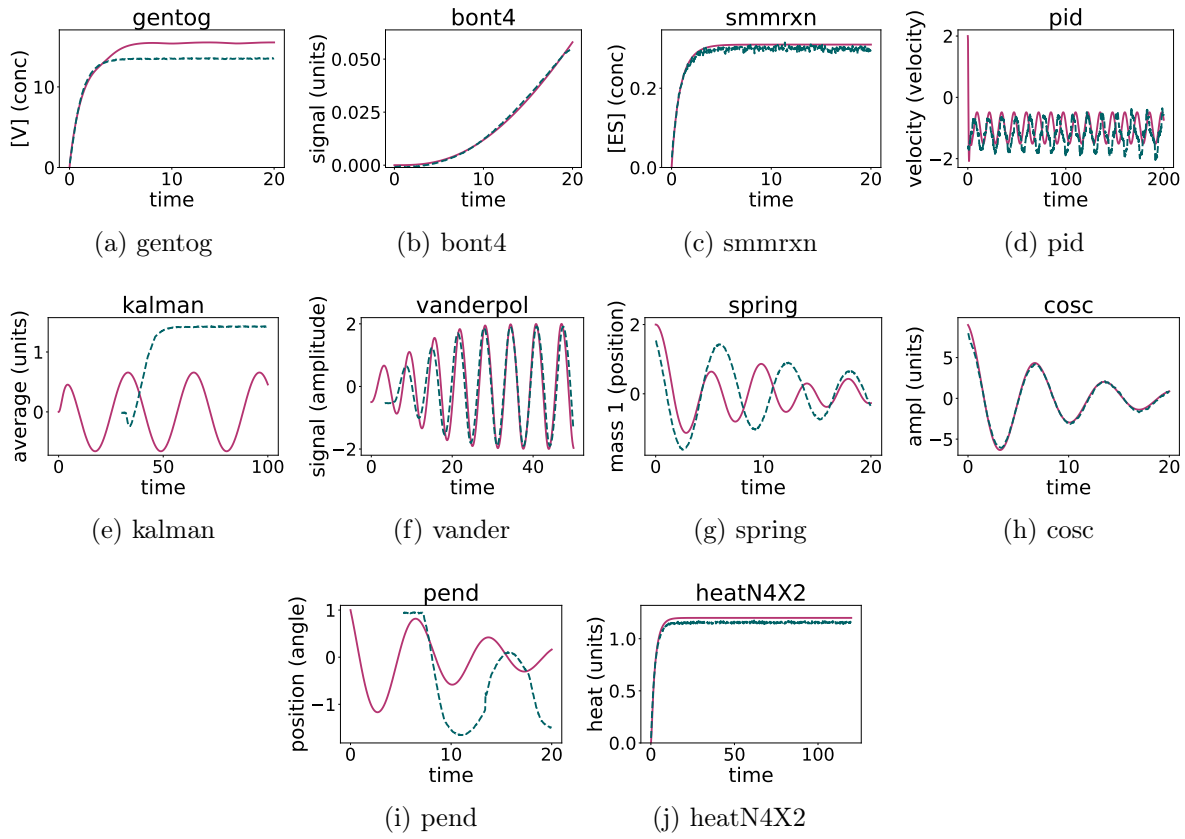 gentog
[V] (conc)
10
0
0
10
20
time
(a) gentog
bont4
signal (units)
0.050
0.025
0.000
0
10
20
time
(b) bont4
smmrxn
[ES] (conc)
0.2
0.0
0
10
20
time
(c) smmrxn
pid
velocity (velocity)
2
0
−2
0
50
100
150
200
time
(d) pid
kalman
average (units)
1
0
0
50
100
time
(e) kalman
vanderpol
signal (amplitude)
2
0
−2
0
20
40
time
(f) vander
spring
mass 1 (position)
2
0
0
10
20
time
(g) spring
cosc
ampl (units)
5
0
−5
0
10
20
time
(h) cosc
pend
position (angle)
1
0
−1
0
10
20
time
(i) pend
heatN4X2
heat (units)
1.0
0.5
0.0
0
50
100
time
(j) heatN4X2